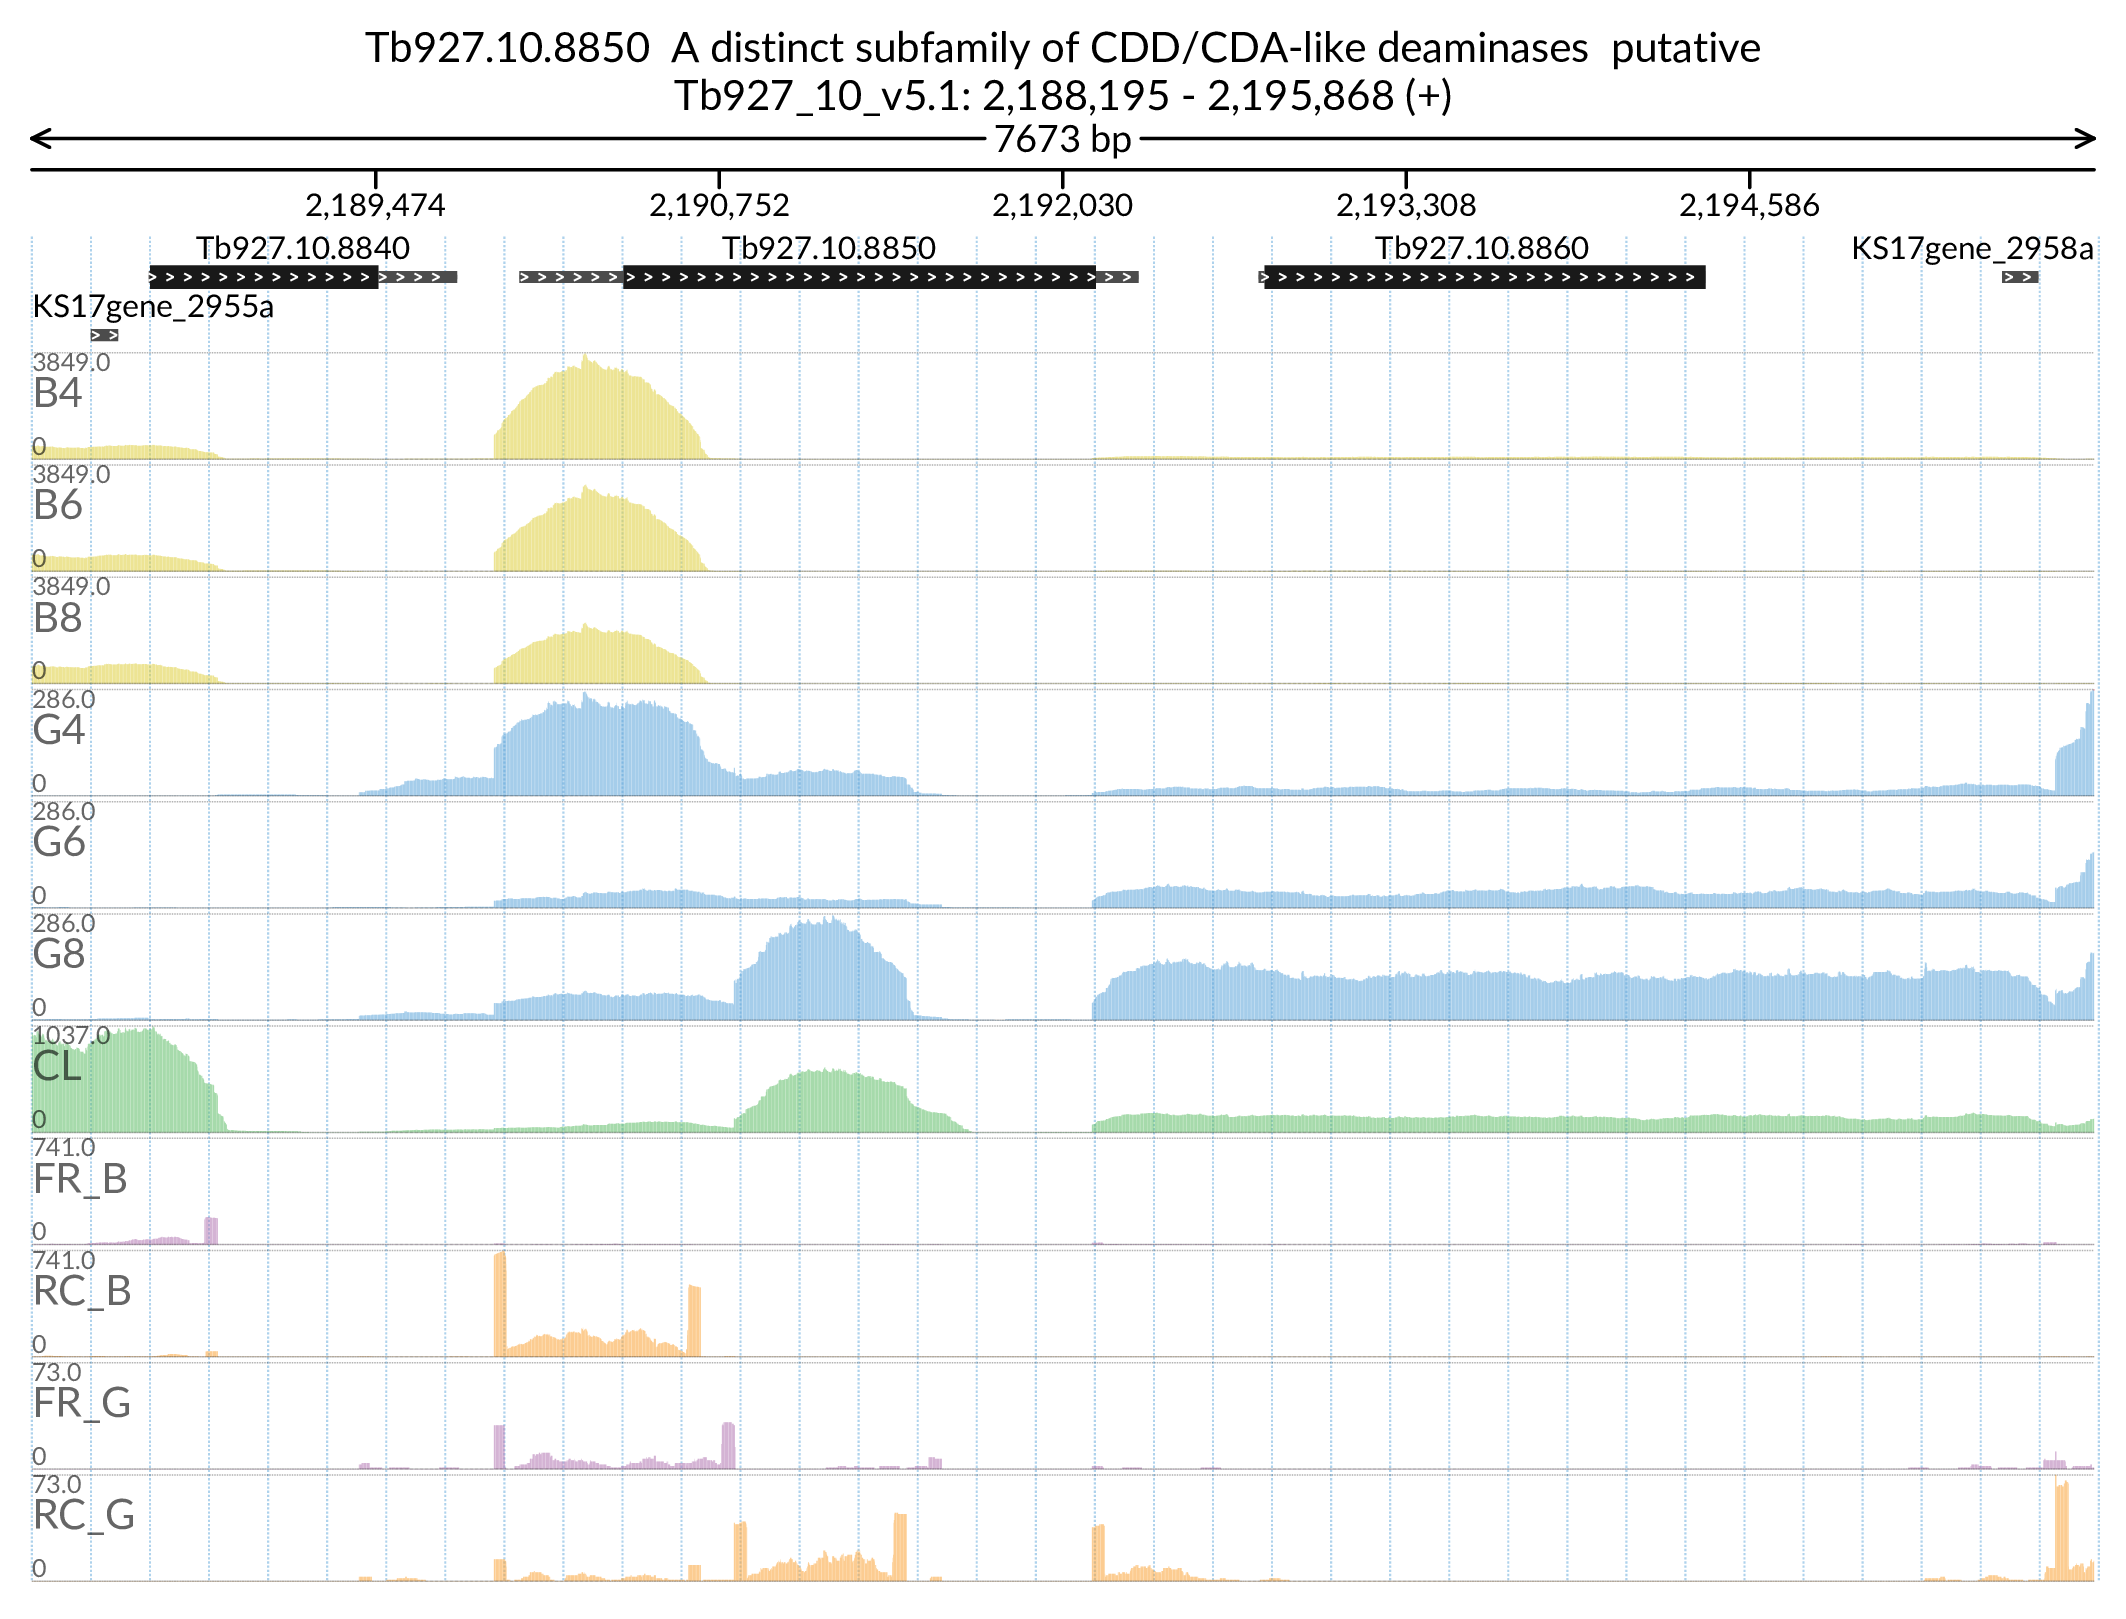 Tb927.10.8850  A distinct subfamily of CDD/CDA-like deaminases  putative
Tb927_10_v5.1: 2,188,195 - 2,195,868 (+)
7673 bp
2,189,474 2,190,752 2,192,030 2,193,308 2,194,586
Tb927.10.8840 Tb927.10.8850 Tb927.10.8860 KS17gene_2958a
KS17gene_2955a
3849.0
B4
0
3849.0
B6
0
3849.0
B8
0
286.0
G4
0
286.0
G6
0
286.0
G8
0
1037.0
CL
0
741.0
FR_B
0
741.0
RC_B
0
73.0
FR_G
0
73.0
RC_G
0